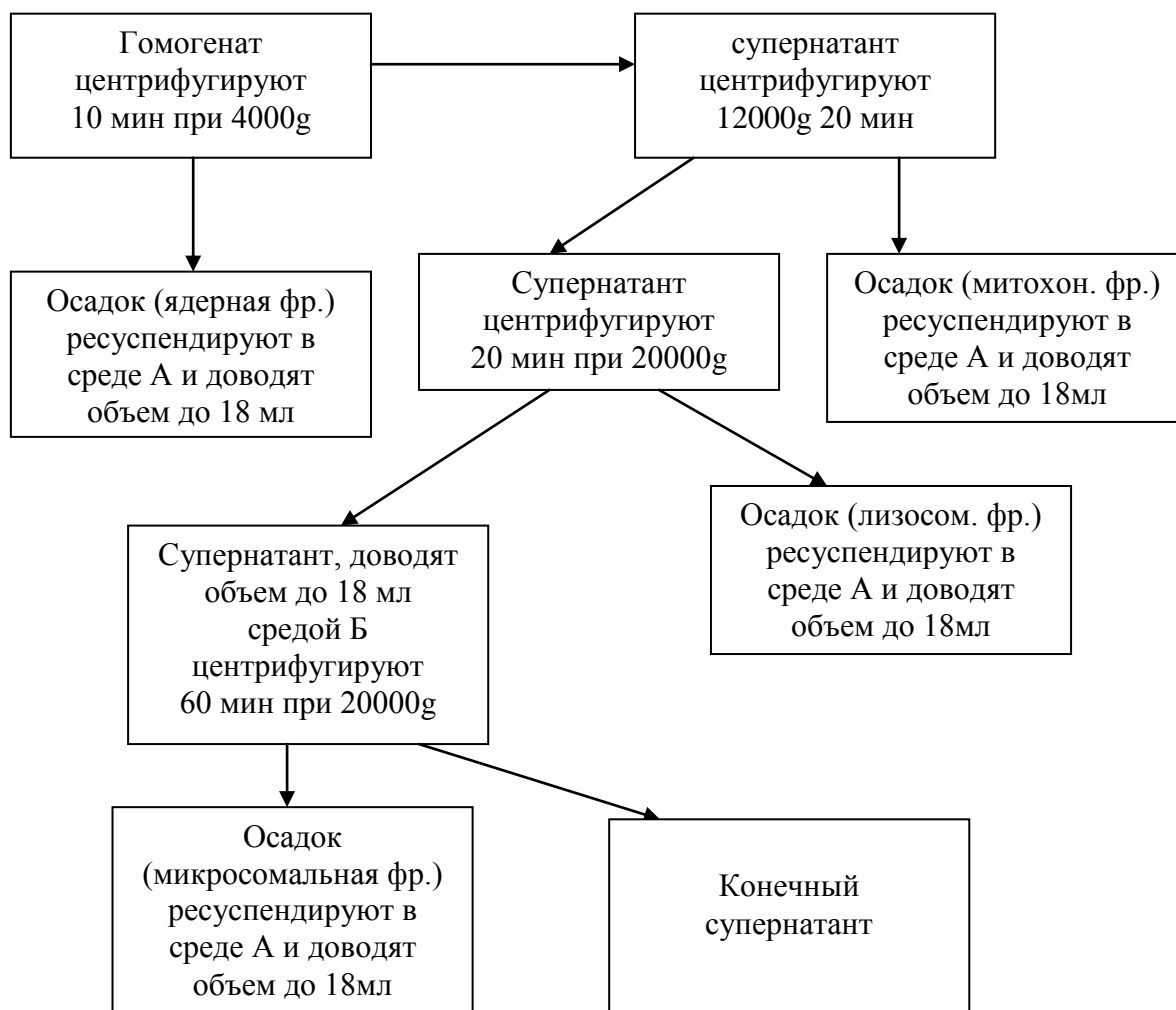 Гомогенат
центрифугируют
10 мин при 4000g
супернатант
центрифугируют
12000g 20 мин
Осадок (ядерная фр.)
ресуспендируют в
среде А и доводят
объем до 18 мл
Супернатант
центрифугируют
20 мин при 20000g
Осадок (митохон. фр.)
ресуспендируют в
среде А и доводят
объем до 18мл
Супернатант, доводят
объем до 18 мл
средой Б
центрифугируют
60 мин при 20000g
Осадок (лизосом. фр.)
ресуспендируют в
среде А и доводят
объем до 18мл
Осадок
(микросомальная фр.)
ресуспендируют в
среде А и доводят
объем до 18мл
Конечный
супернатант